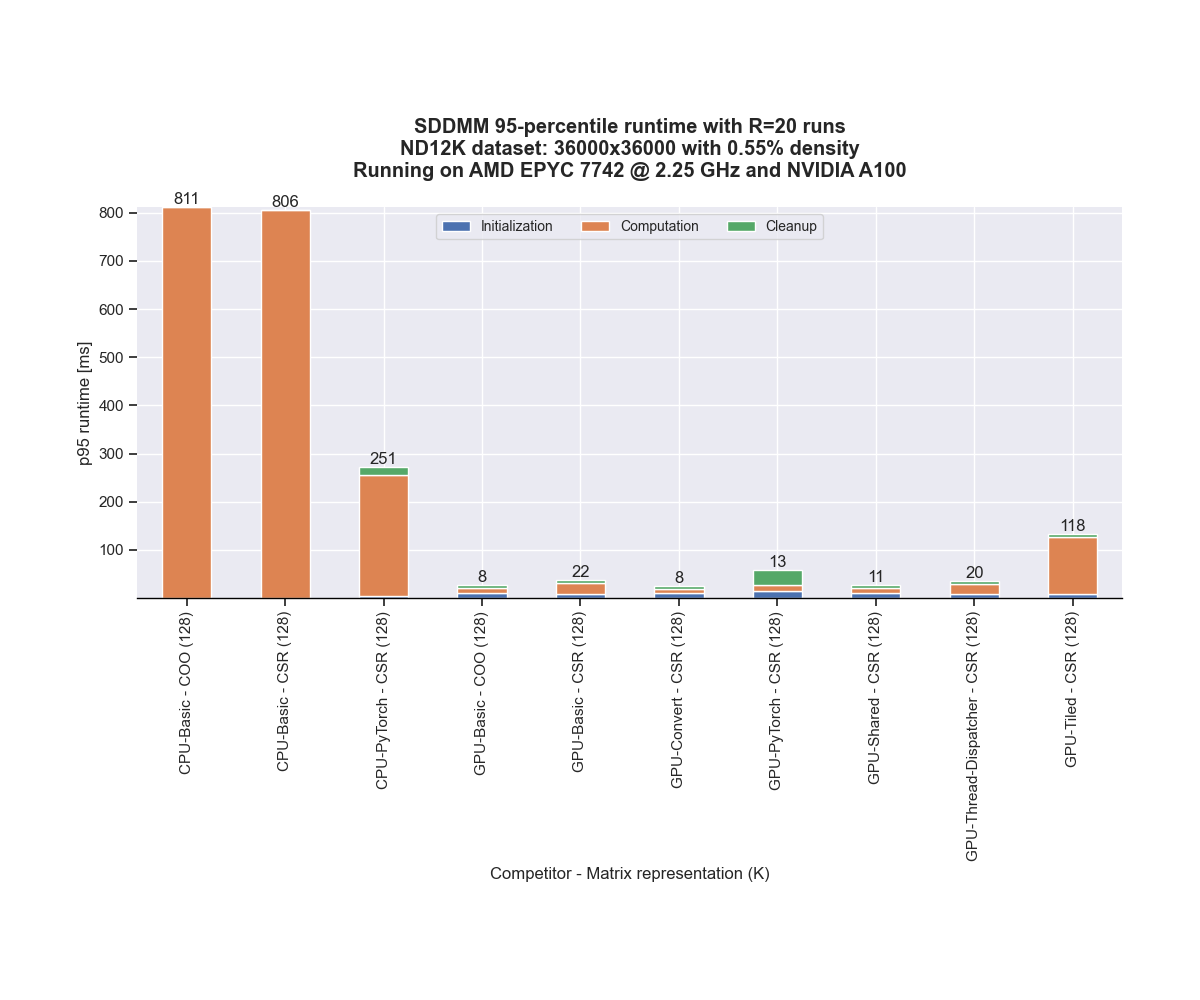 SDDMM 95-percentile runtime with R=20 runs
ND12K dataset: 36000x36000 with 0.55% density
Running on AMD EPYC 7742 @ 2.25 GHz and NVIDIA A100
Initialization Computation Cleanup
p95 runtime [ms]
800
700
600
500
400
300
200
100
811
806
251
8
22
8
13
11
20
118
CPU-Basic - COO (128)
CPU-Basic - CSR (128)
CPU-PyTorch - CSR (128)
GPU-Basic - COO (128)
GPU-Basic - CSR (128)
GPU-Convert - CSR (128)
GPU-PyTorch - CSR (128)
GPU-Shared - CSR (128)
GPU-Thread-Dispatcher - CSR (128)
GPU-Tiled - CSR (128)
Competitor - Matrix representation (K)